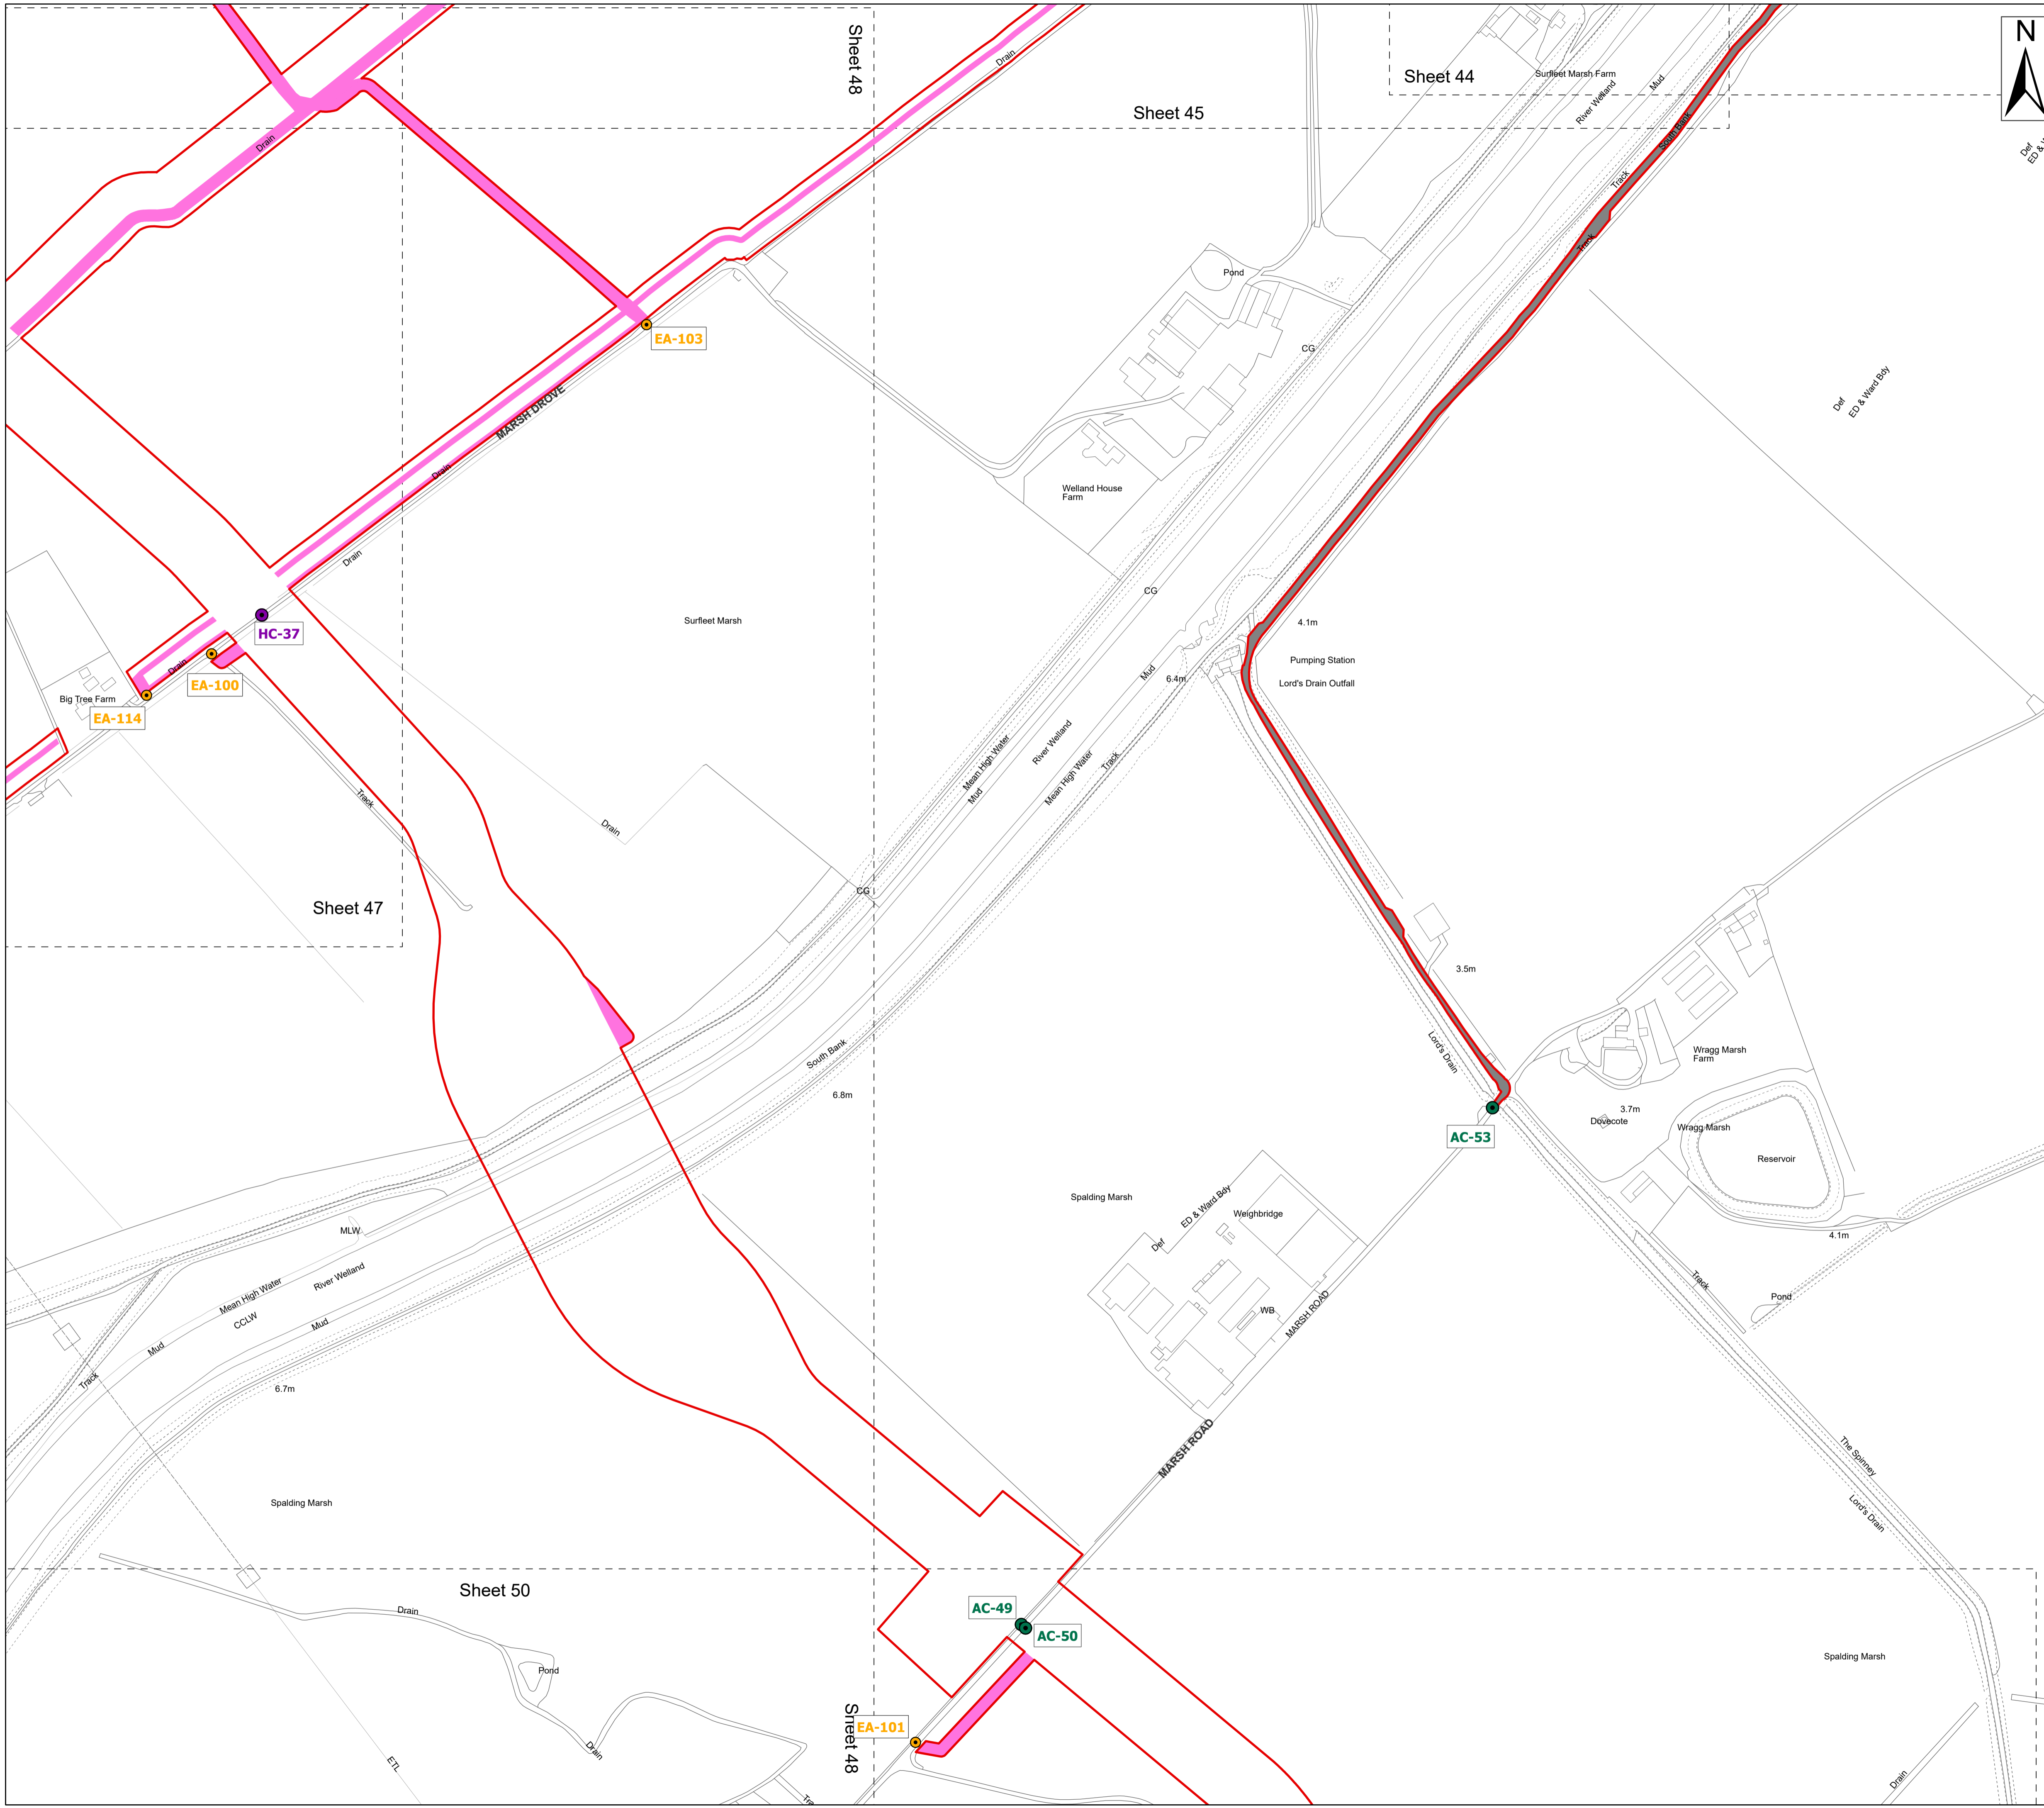 Sheet 48
Drain
Sheet 45
Sheet 44
Surfleet Marsh Farm
River Welland
Mud
N
South Bank
Def
Track
Drain
Track
Pond
EA-103
CG
MARSH DROVE
Def
ED & Ward Bdy
Drain
Welland House
Farm
Drain
CG
Surfleet Marsh
4.1m
HC-37
Pumping Station
Drain
Mud
6.4m
Lord's Drain Outfall
EA-100
Big Tree Farm
EA-114
Mean High Water
River Welland
Mean High Water
Track
Mud
Track
Drain
CG
Sheet 47
3.5m
South Bank
Lord's Drain
Wragg Marsh
Farm
6.8m
3.7m
Dovecote
Wragg Marsh
AC-53
Reservoir
Spalding Marsh
ED & Ward Bdy
Weighbridge
Def
MLW
4.1m
River Welland
Mean High Water
CCLW
Mud
Mud
Track
Pond
WB
MARSH ROAD
Track
6.7m
MARSH ROAD
The Spinney
Spalding Marsh
Lord's Drain
Sheet 50
Drain
AC-49
AC-50
Pond
Spalding Marsh
EA-101
Sheet 48
Drain
ETL
Drain